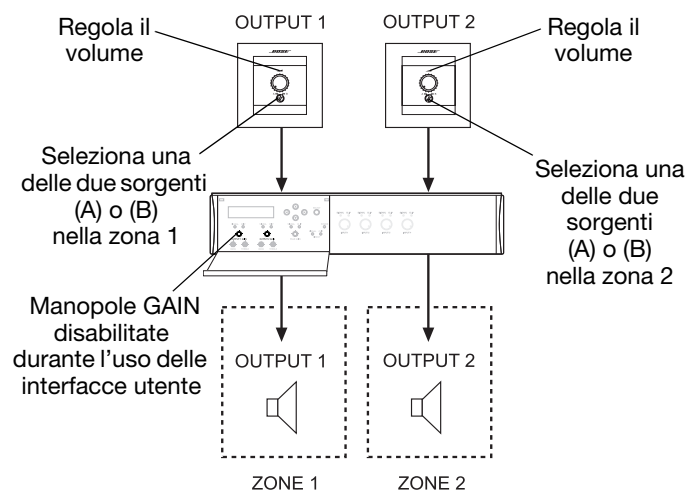 Regola il
volume
OUTPUT 1
OUTPUT 2
Regola il
volume
BOSE
BOSE
Seleziona una
delle due sorgenti
(A) o (B)
nella zona 1
Seleziona una
delle due
sorgenti
(A) o (B)
nella zona 2
Manopole GAIN
disabilitate
durante l'uso delle
interfacce utente
OUTPUT 1
OUTPUT 2
ZONE 1
ZONE 2